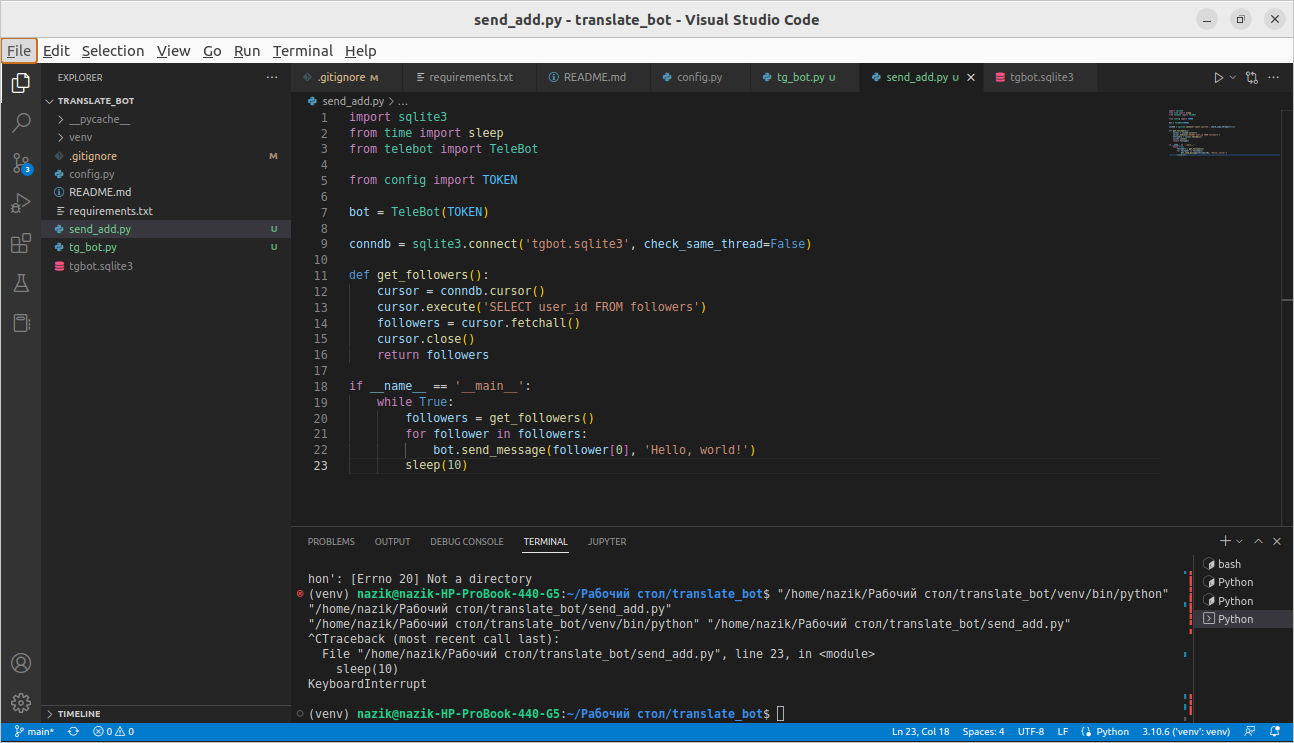 send_add.py - translate_bot - Visual Studio Code
File Edit Selection View Go Run Terminal Help
EXPLORER
TRANSLATE_BOT
__pycache__
venv
.gitignore M
config.py
README.md
requirements.txt
send_add.py U
tg_bot.py U
tgbot.sqlite3
TIMELINE
3
.gitignore M requirements.txt README.md config.py tg_bot.py U send_add.py U tgbot.sqlite3
send_add.py > ...
1 import sqlite3
2 from time import sleep
3 from telebot import TeleBot
4
5 from config import TOKEN
6
7 bot = TeleBot(TOKEN)
8
9 conndb = sqlite3.connect('tgbot.sqlite3', check_same_thread=False)
10
11 def get_followers():
12     cursor = conndb.cursor()
13     cursor.execute('SELECT user_id FROM followers')
14     followers = cursor.fetchall()
15     cursor.close()
16     return followers
17
18 if __name__ == '__main__':
19     while True:
20         followers = get_followers()
21         for follower in followers:
22             bot.send_message(follower[0], 'Hello, world!')
23         sleep(10)
PROBLEMS OUTPUT DEBUG CONSOLE TERMINAL JUPYTER
hon': [Errno 20] Not a directory
(venv) nazik@nazik-HP-ProBook-440-G5:~/Рабочий стол/translate_bot$ "/home/nazik/Рабочий стол/translate_bot/venv/bin/python"
"/home/nazik/Рабочий стол/translate_bot/send_add.py"
"/home/nazik/Рабочий стол/translate_bot/venv/bin/python" "/home/nazik/Рабочий стол/translate_bot/send_add.py"
^CTraceback (most recent call last):
  File "/home/nazik/Рабочий стол/translate_bot/send_add.py", line 23, in <module>
    sleep(10)
KeyboardInterrupt
(venv) nazik@nazik-HP-ProBook-440-G5:~/Рабочий стол/translate_bot$
bash
Python
Python
Python
main* 0 0 Ln 23, Col 18 Spaces: 4 UTF-8 LF Python 3.10.6 ('venv': venv)